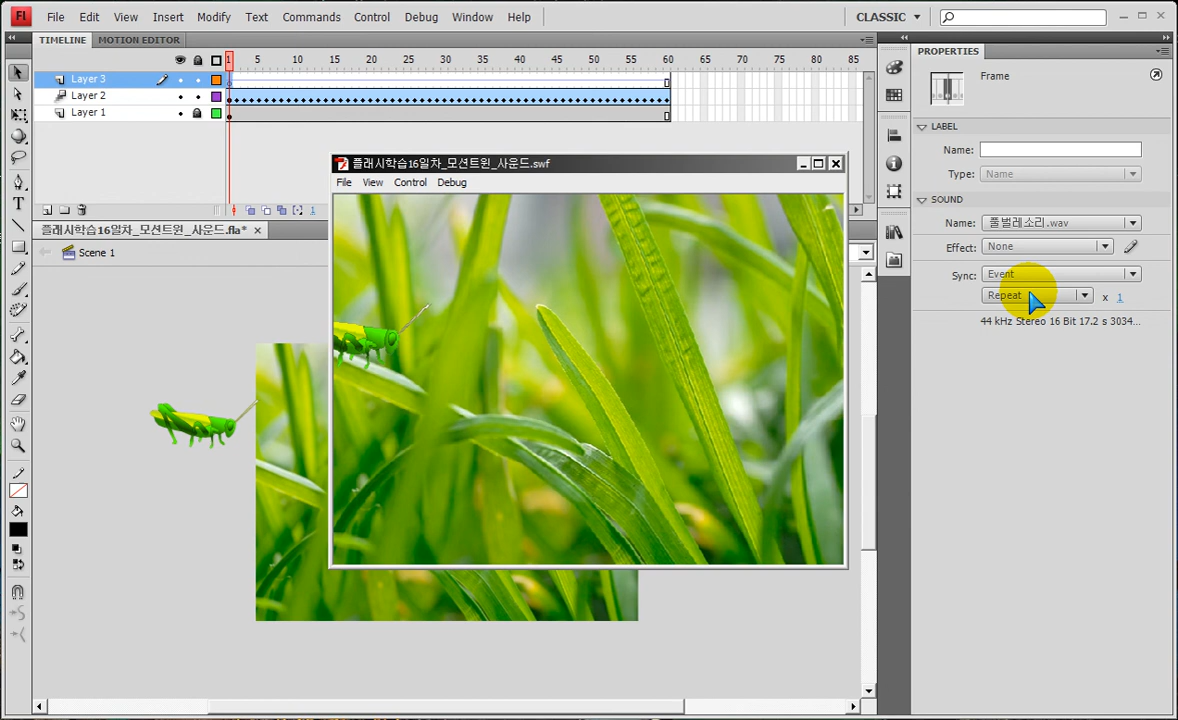 Fl File Edit View Insert Modify Text Commands Control Debug Window Help CLASSIC
TIMELINE MOTION EDITOR
1 5 10 15 20 25 30 35 40 45 50 55 60 65 70 75 80 85
Layer 3
Layer 2
Layer 1
1
플래시학습16일차_모션트윈_사운드.fla*
Scene 1
플래시학습16일차_모션트윈_사운드.swf
File View Control Debug
PROPERTIES
Frame
LABEL
Name:
Type: Name
SOUND
Name: 풀벌레소리.wav
Effect: None
Sync: Event
Repeat x 1
44 kHz Stereo 16 Bit 17.2 s 3034...
T